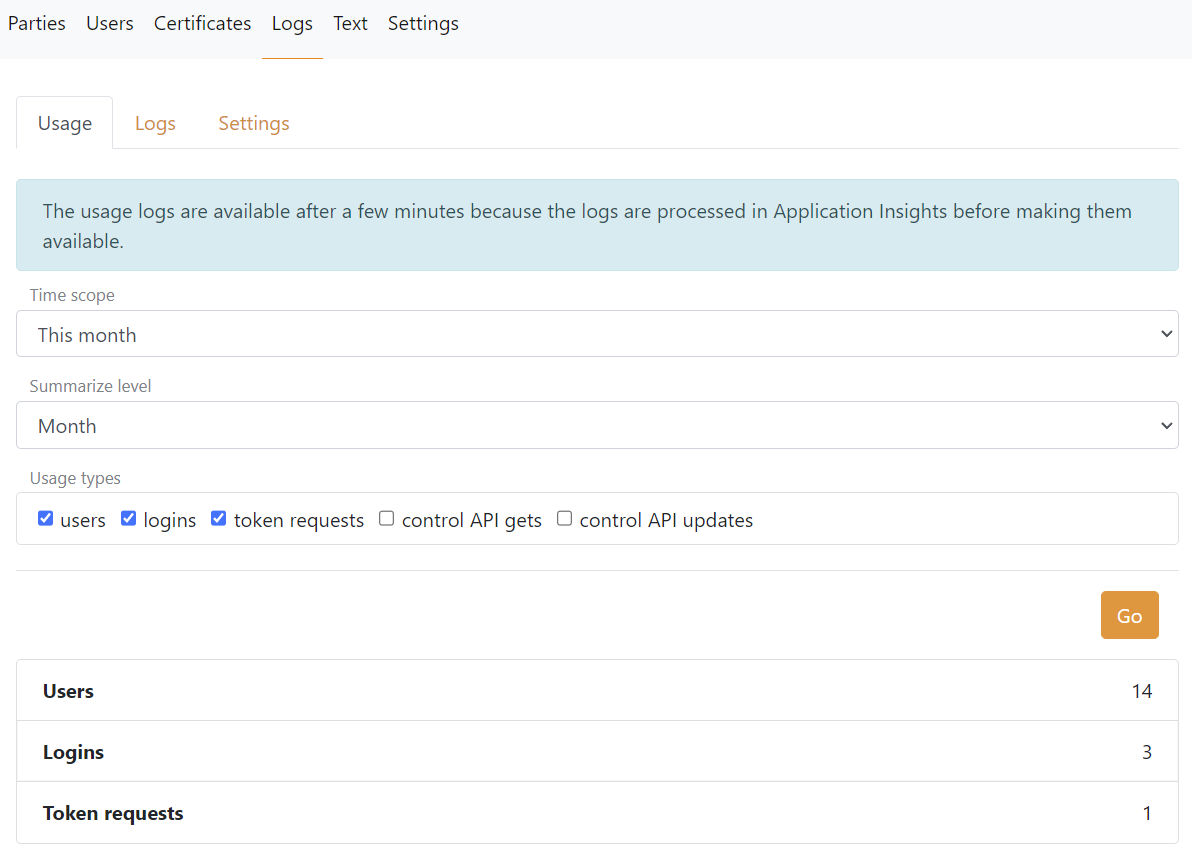 Parties Users Certificates Logs Text Settings
Usage Logs Settings
The usage logs are available after a few minutes because the logs are processed in Application Insights before making them
available.
Time scope
This month
Summarize level
Month
Usage types
users logins token requests control API gets control API updates
Go
Users 14
Logins 3
Token requests 1